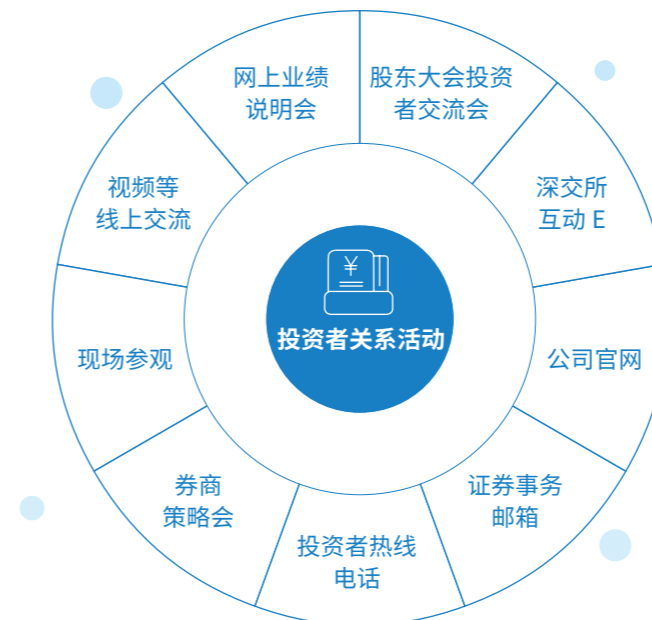 网上业绩
说明会
股东大会投资
者交流会
视频等
线上交流
深交所
互动 E
¥
投资者关系活动
现场参观
公司官网
券商
策略会
证券事务
邮箱
投资者热线
电话